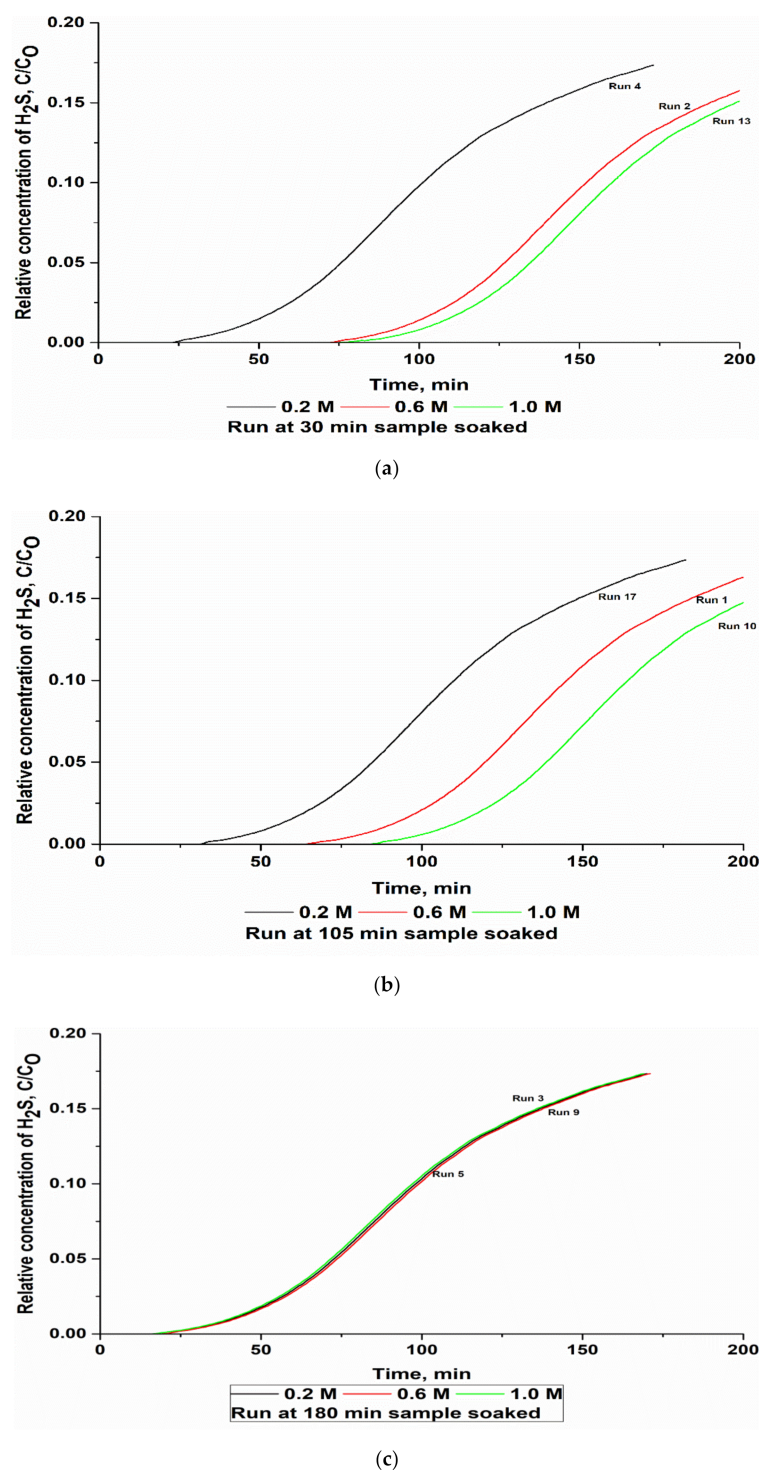 Relative concentration of H₂S, C/C₀
0.20
0.15
0.10
0.05
0.00
Run 4
Run 2
Run 13
0
50
100
150
200
Time, min
0.2 M 0.6 M 1.0 M
Run at 30 min sample soaked
(a)
Relative concentration of H₂S, C/C₀
0.20
0.15
0.10
0.05
0.00
Run 17
Run 1
Run 10
0
50
100
150
200
Time, min
0.2 M 0.6 M 1.0 M
Run at 105 min sample soaked
(b)
Relative concentration of H₂S, C/C₀
0.20
0.15
0.10
0.05
0.00
Run 3
Run 9
Run 5
0
50
100
150
200
Time, min
0.2 M 0.6 M 1.0 M
Run at 180 min sample soaked
(c)